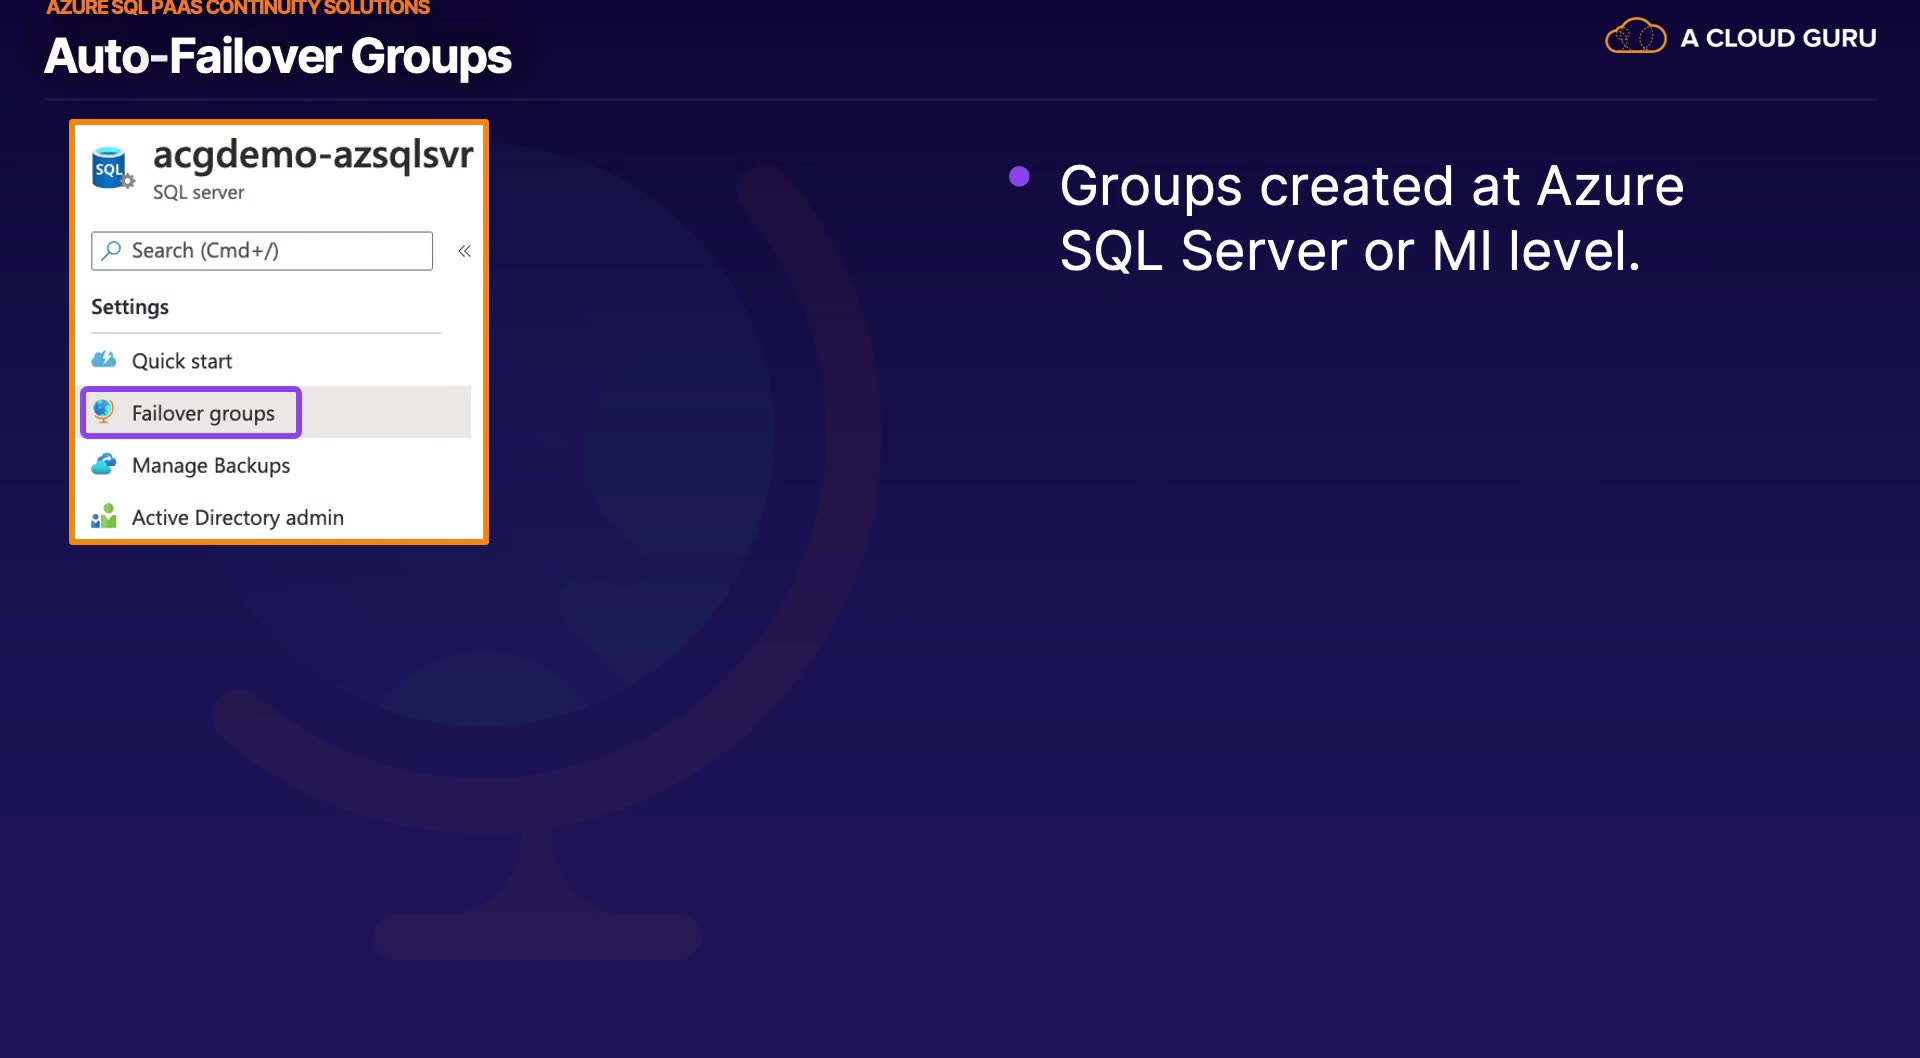 AZURE SQL PAAS CONTINUITY SOLUTIONS
Auto-Failover Groups
A CLOUD GURU
SQL
acgdemo-azsqlsvr
SQL server
Search (Cmd+/)
«
Settings
Quick start
Failover groups
Manage Backups
Active Directory admin
• Groups created at Azure
SQL Server or MI level.